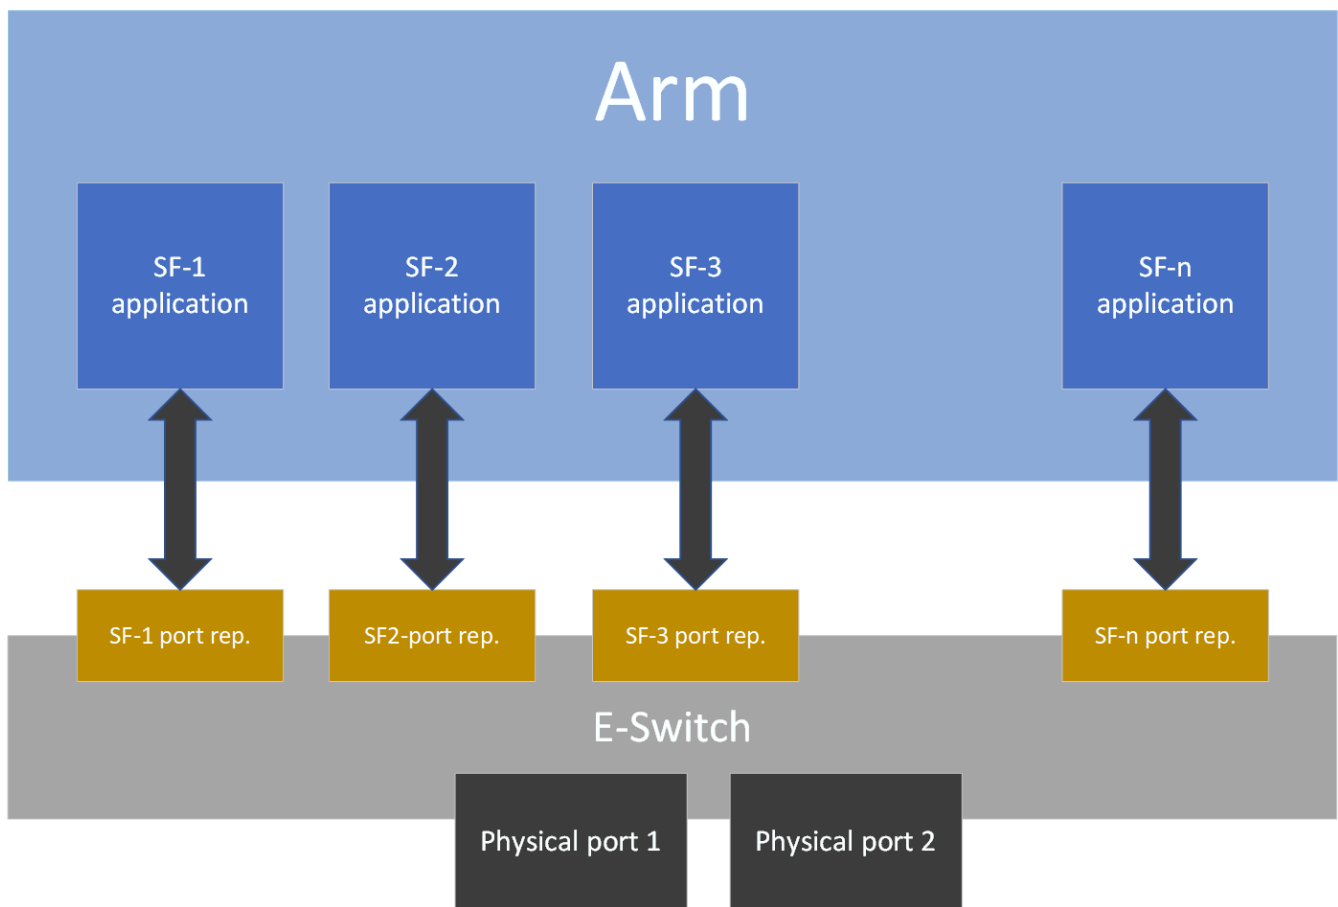 Arm
SF-1
application
SF-2
application
SF-3
application
SF-n
application
SF-1 port rep.
SF2-port rep.
SF-3 port rep.
SF-n port rep.
E-Switch
Physical port 1
Physical port 2